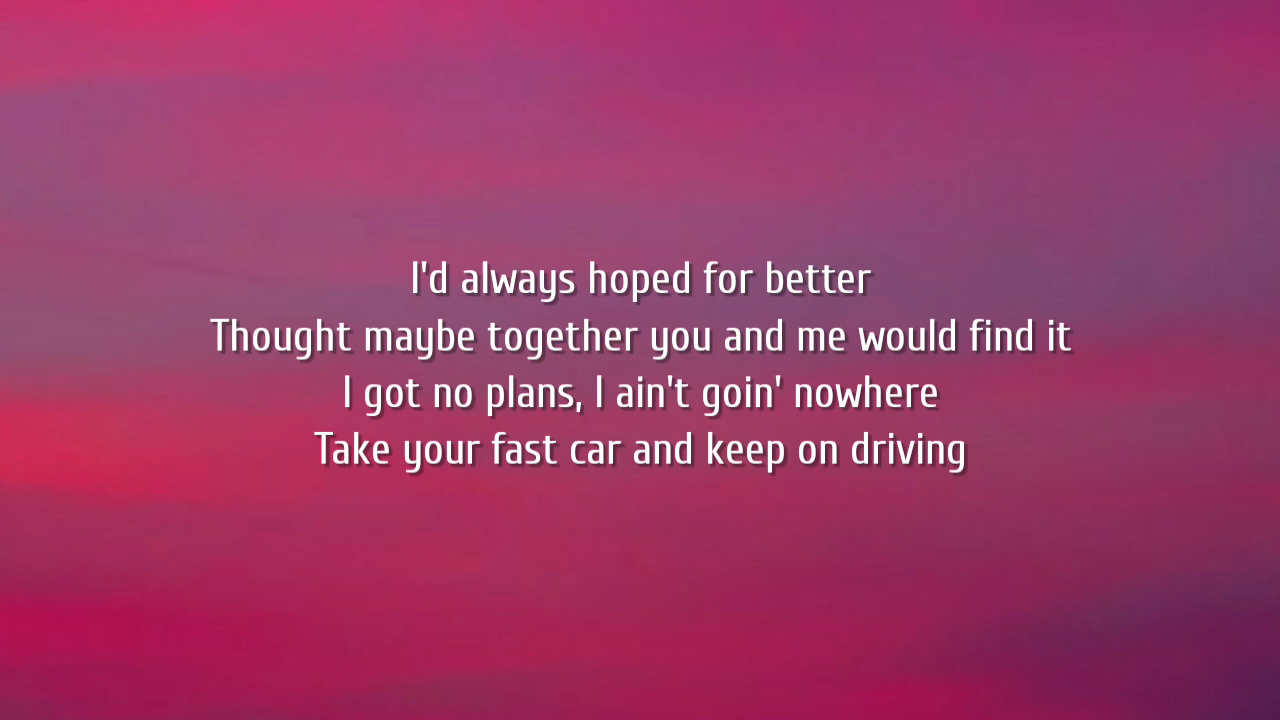 I'd always hoped for better
Thought maybe together you and me would find it
I got no plans, I ain't goin' nowhere
Take your fast car and keep on driving